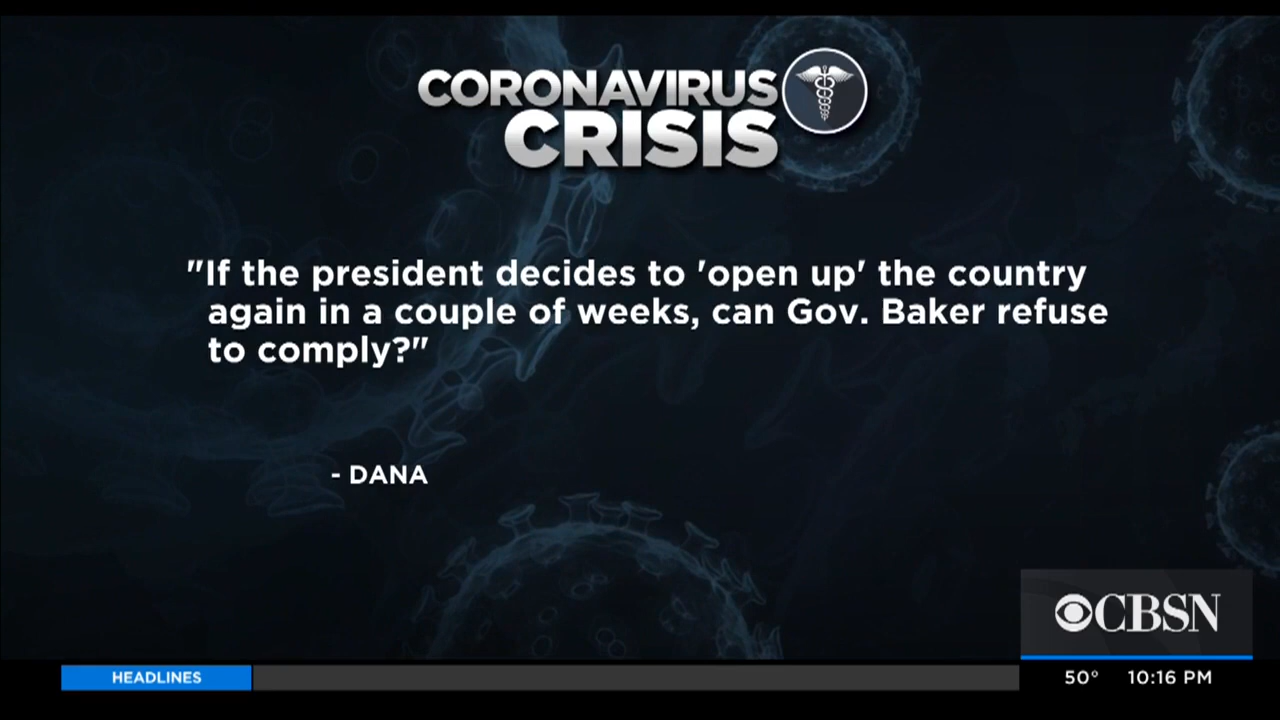 CORONAVIRUS
CRISIS
"If the president decides to 'open up' the country
again in a couple of weeks, can Gov. Baker refuse
to comply?"
- DANA
CBSN
HEADLINES
50° 10:16 PM